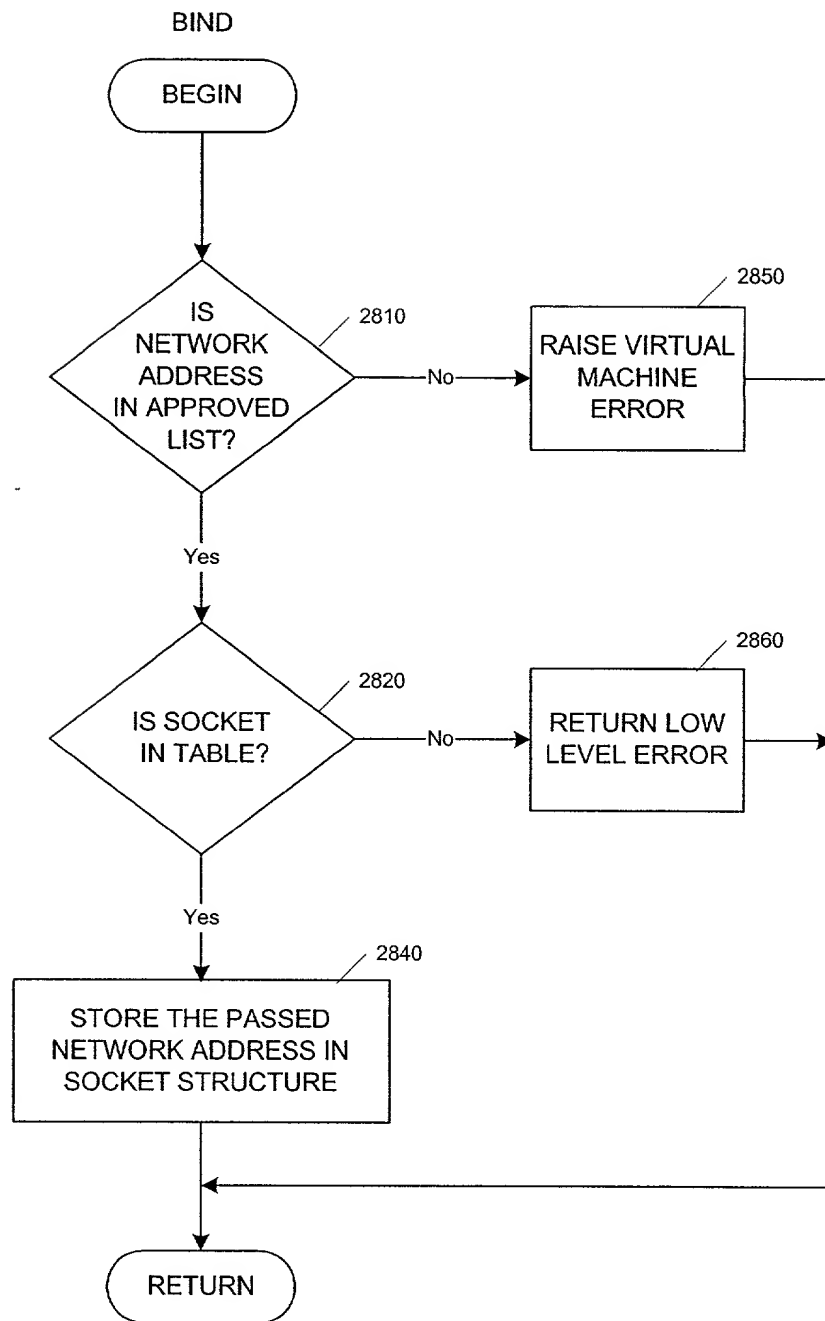 BIND
BEGIN
IS
NETWORK
ADDRESS
IN APPROVED
LIST?
2810
No
2850
RAISE VIRTUAL
MACHINE
ERROR
Yes
IS SOCKET
IN TABLE?
2820
No
2860
RETURN LOW
LEVEL ERROR
Yes
2840
STORE THE PASSED
NETWORK ADDRESS IN
SOCKET STRUCTURE
RETURN